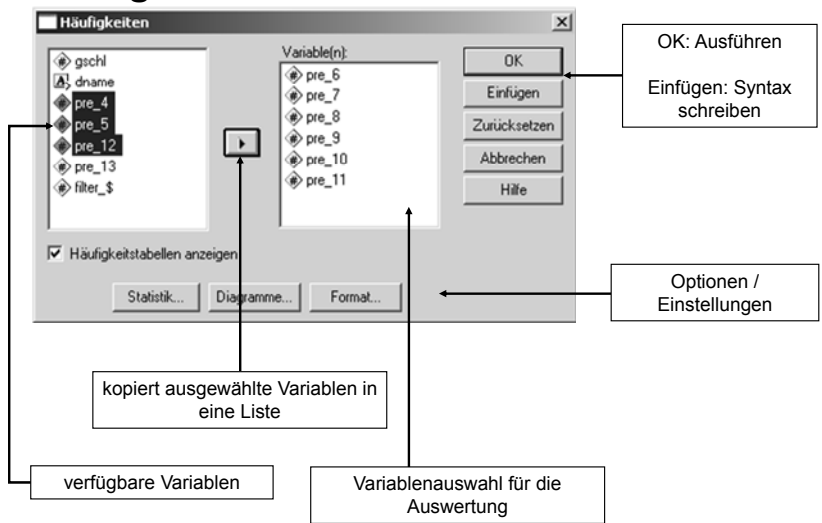 Häufigkeiten
gschl
dname
pre_4
pre_5
pre_12
pre_13
filter_$
Variable(n):
pre_6
pre_7
pre_8
pre_9
pre_10
pre_11
OK
Einfügen
Zurücksetzen
Abbrechen
Hilfe
Häufigkeitstabellen anzeigen
Statistik...
Diagramme...
Format...
OK: Ausführen
Einfügen: Syntax
schreiben
Optionen /
Einstellungen
kopiert ausgewählte Variablen in
eine Liste
verfügbare Variablen
Variablenauswahl für die
Auswertung